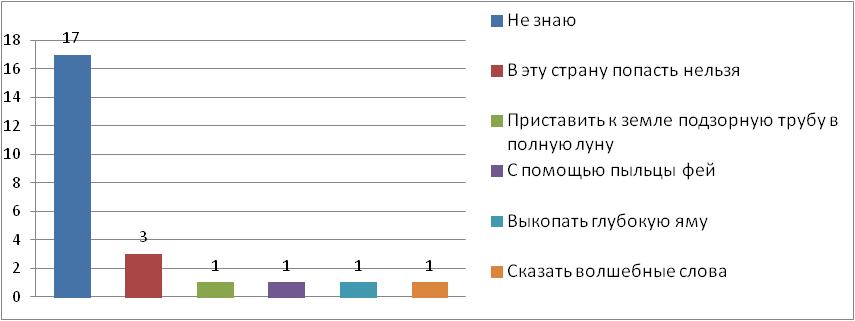 18
16
14
12
10
8
6
4
2
0
17
3
1
1
1
1
Не знаю
В эту страну попасть нельзя
Приставить к земле подзорную трубу в
полную луну
С помощью пыльцы фей
Выкопать глубокую яму
Сказать волшебные слова